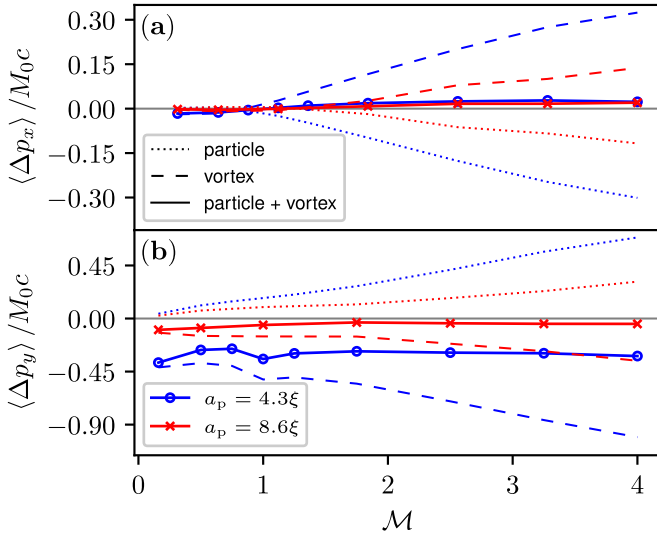 0.30
0.15
0.00
−0.15
−0.30
⟨Δp_x⟩/M_0c
(a)
particle
vortex
particle + vortex
(b)
0.45
0.00
−0.45
−0.90
⟨Δp_y⟩/M_0c
a_p = 4.3ξ
a_p = 8.6ξ
0 1 2 3 4
ℳ